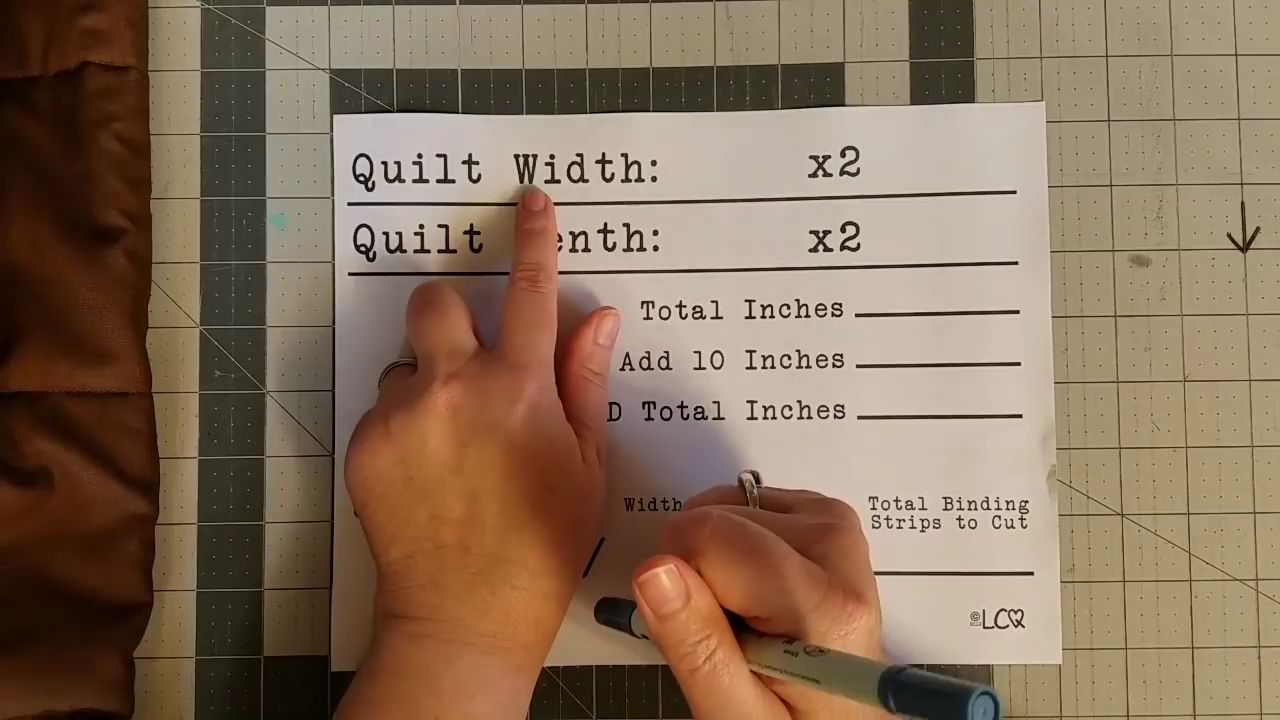 Quilt Width: x2
Quilt enth: x2
Total Inches
Add 10 Inches
D Total Inches
Width
Total Binding
Strips to Cut
/
© LCQ